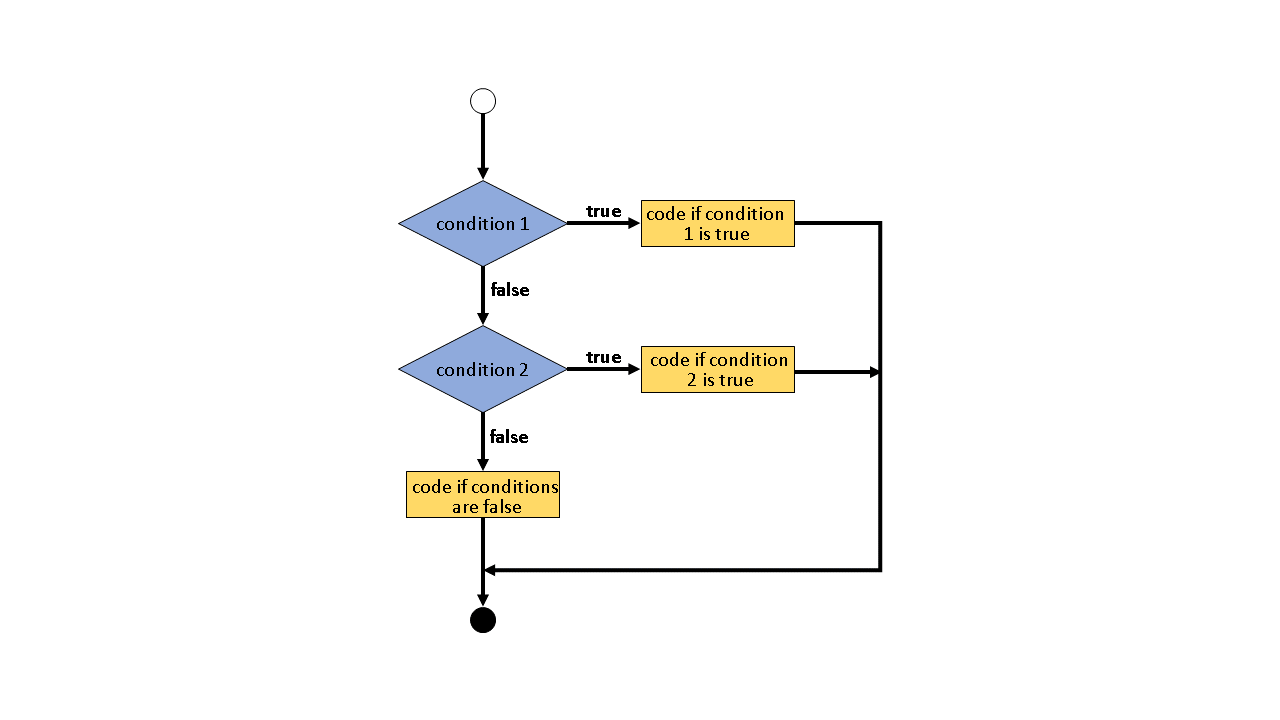 condition 1
true
code if condition
1 is true
false
condition 2
true
code if condition
2 is true
false
code if conditions
are false